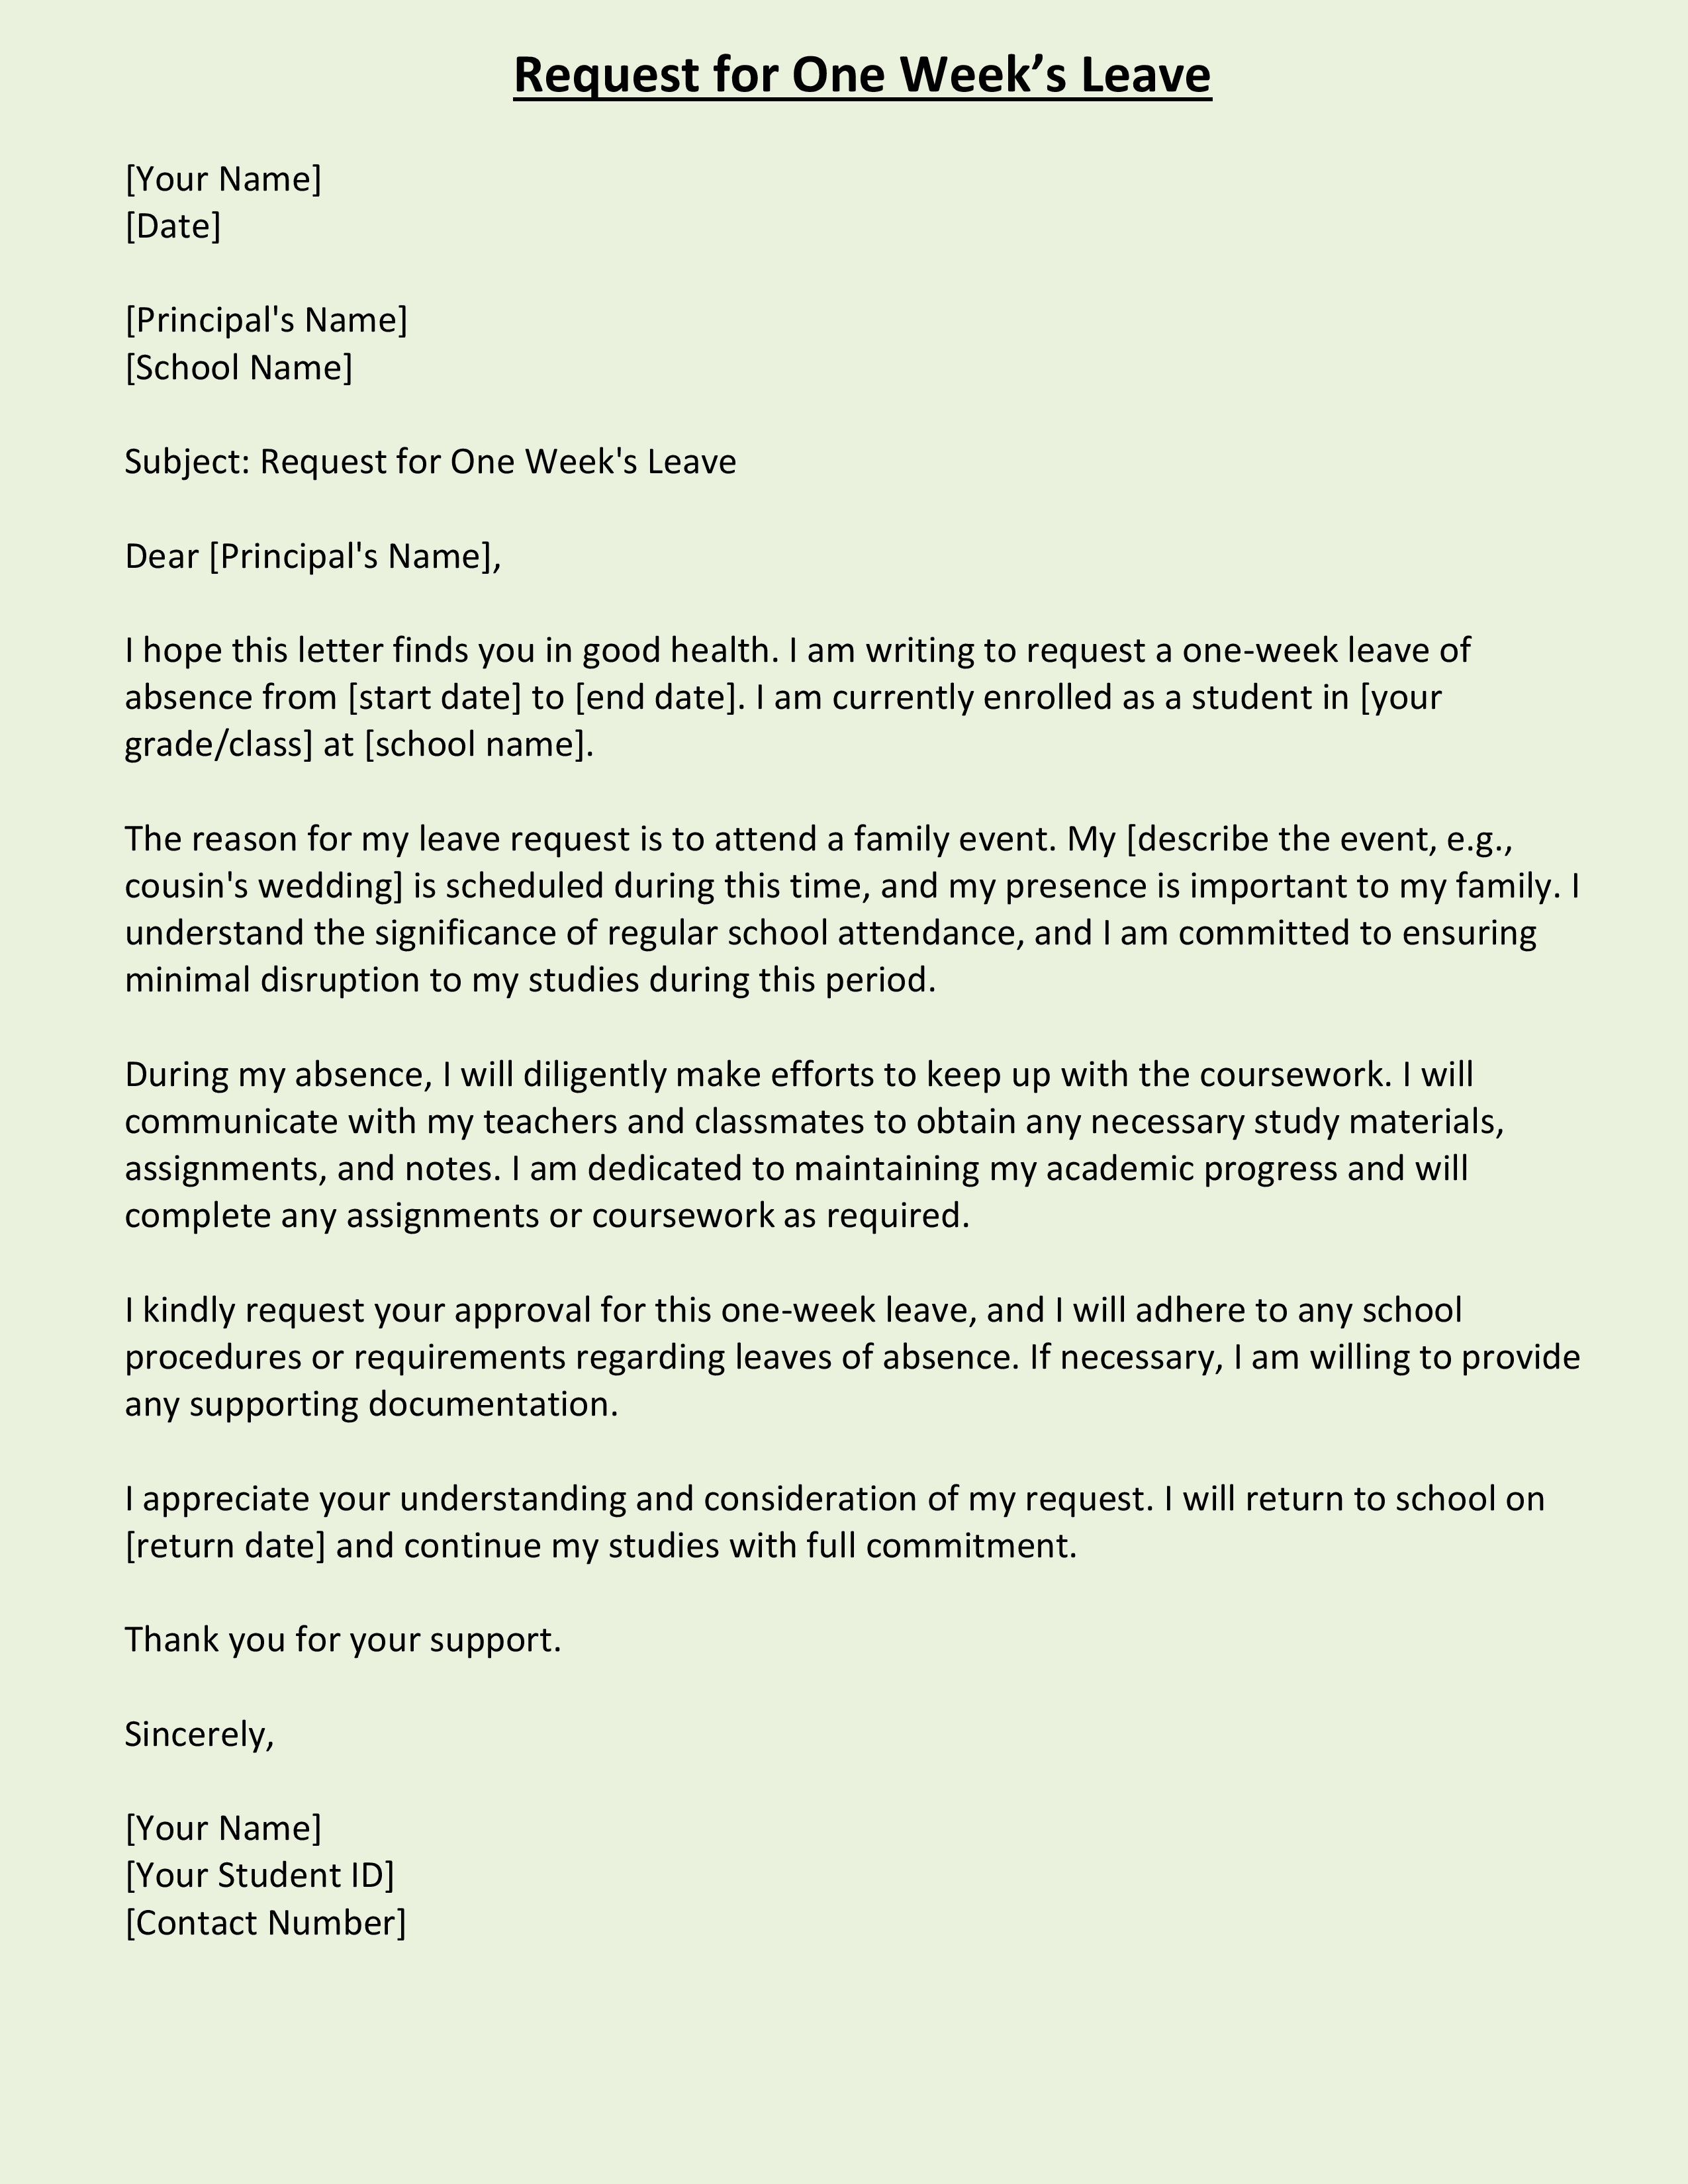 Request for One Week’s Leave
[Your Name]
[Date]
[Principal's Name]
[School Name]
Subject: Request for One Week's Leave
Dear [Principal's Name],
I hope this letter finds you in good health. I am writing to request a one-week leave of
absence from [start date] to [end date]. I am currently enrolled as a student in [your
grade/class] at [school name].
The reason for my leave request is to attend a family event. My [describe the event, e.g.,
cousin's wedding] is scheduled during this time, and my presence is important to my family. I
understand the significance of regular school attendance, and I am committed to ensuring
minimal disruption to my studies during this period.
During my absence, I will diligently make efforts to keep up with the coursework. I will
communicate with my teachers and classmates to obtain any necessary study materials,
assignments, and notes. I am dedicated to maintaining my academic progress and will
complete any assignments or coursework as required.
I kindly request your approval for this one-week leave, and I will adhere to any school
procedures or requirements regarding leaves of absence. If necessary, I am willing to provide
any supporting documentation.
I appreciate your understanding and consideration of my request. I will return to school on
[return date] and continue my studies with full commitment.
Thank you for your support.
Sincerely,
[Your Name]
[Your Student ID]
[Contact Number]